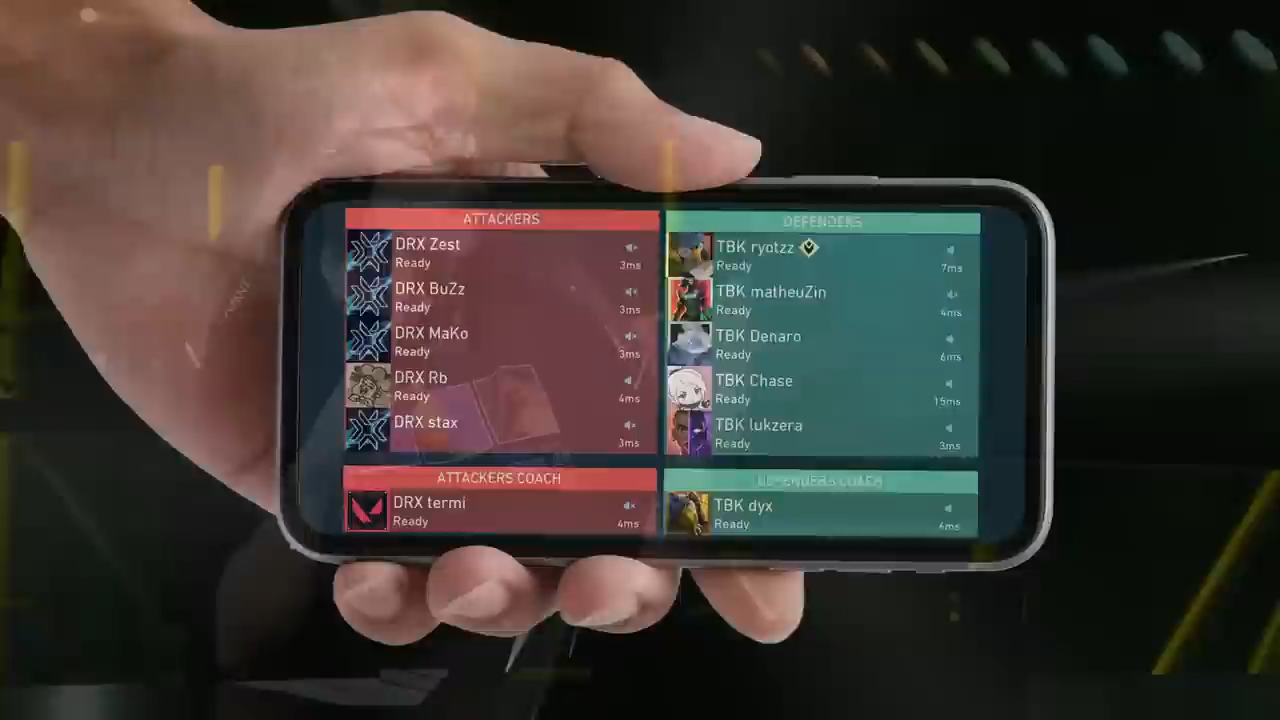 ATTACKERS
DRX Zest
Ready
3ms
DRX BuZz
Ready
3ms
DRX MaKo
Ready
3ms
DRX Rb
Ready
4ms
DRX stax
3ms
ATTACKERS COACH
DRX termi
Ready
4ms
DEFENDERS
TBK ryotzz
Ready
7ms
TBK matheuZin
Ready
4ms
TBK Denaro
Ready
6ms
TBK Chase
Ready
15ms
TBK lukzera
Ready
3ms
DEFENDERS COACH
TBK dyx
Ready
4ms